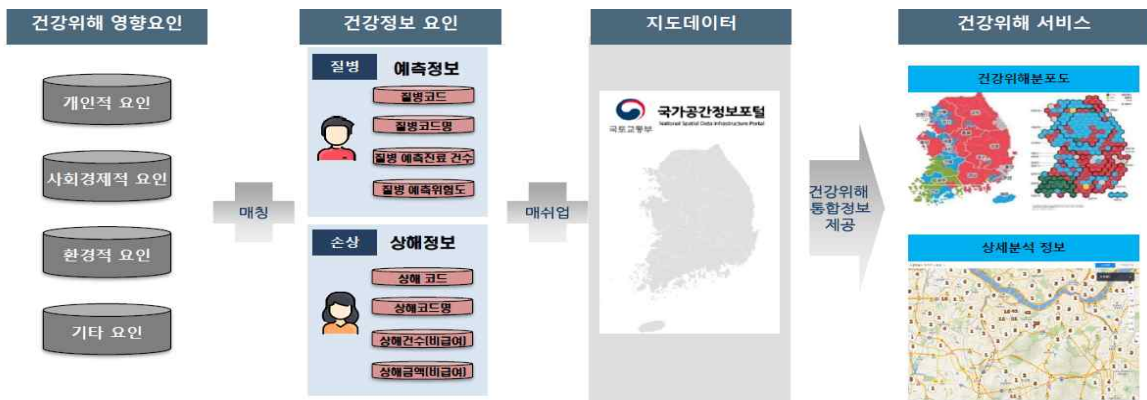 건강위해 영향요인
개인적 요인
사회경제적 요인
환경적 요인
기타 요인
매칭
건강정보 요인
질병
예측정보
질병코드
질병코드명
질병 예측진료 건수
질병 예측위험도
손상
상해정보
상해 코드
상해코드명
상해건수(비급여)
상해금액(비급여)
매쉬업
지도데이터
국토교통부
국가공간정보포털
National Spatial Data Infrastructure Portal
건강위해
통합정보
제공
건강위해 서비스
건강위해분포도
상세분석 정보